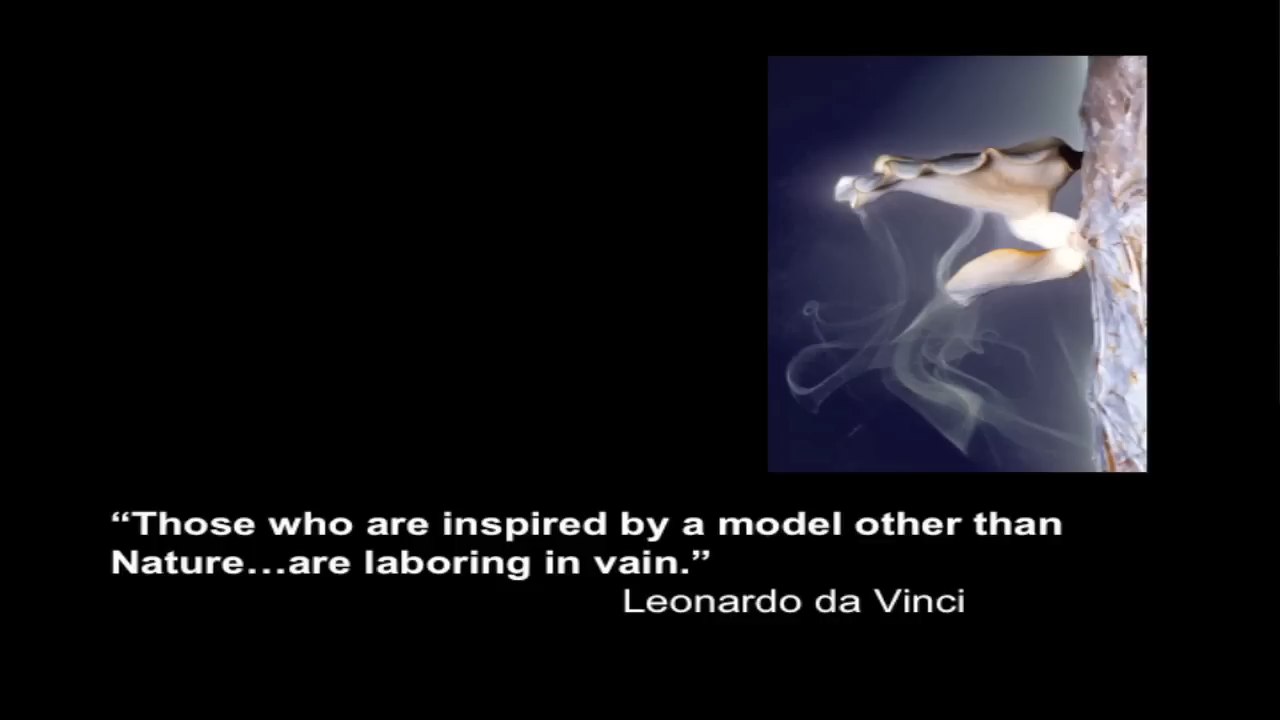 “Those who are inspired by a model other than
Nature…are laboring in vain.”
Leonardo da Vinci